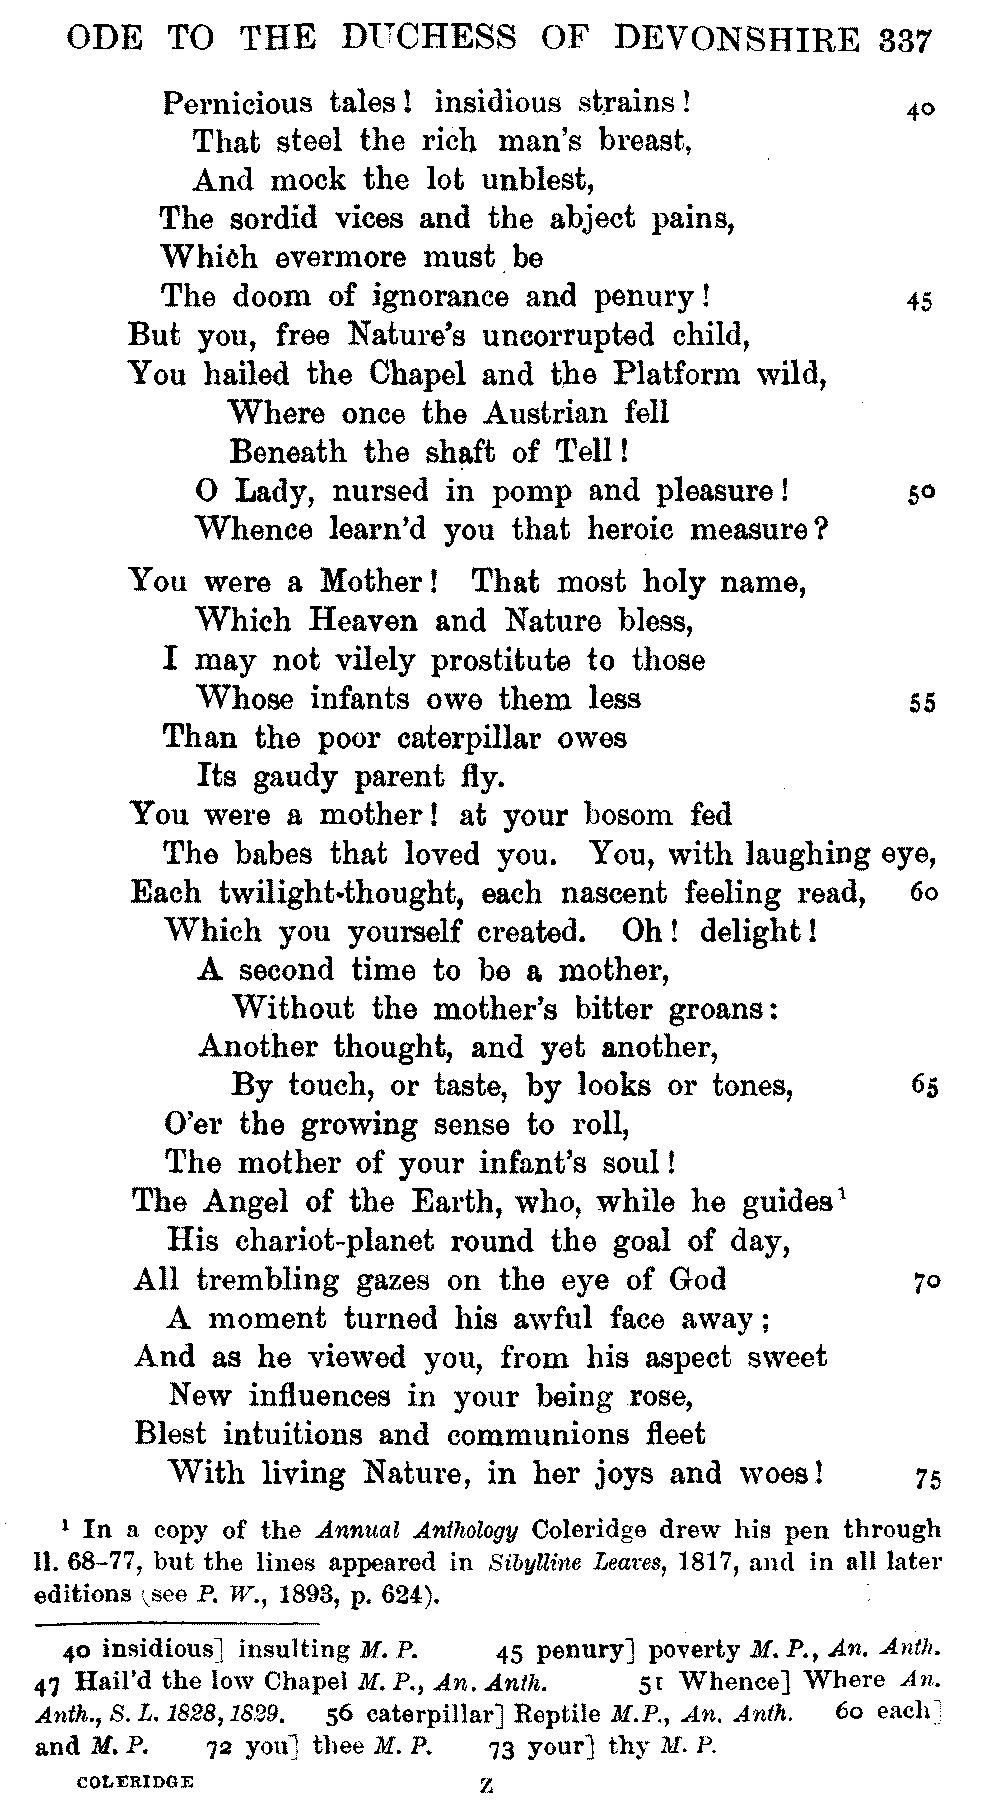 ODE TO THE DUCHESS OF DEVONSHIRE 337
Pernicious tales! insidious strains! 40
That steel the rich man's breast,
And mock the lot unblest,
The sordid vices and the abject pains,
Which evermore must be
The doom of ignorance and penury! 45
But you, free Nature's uncorrupted child,
You hailed the Chapel and the Platform wild,
Where once the Austrian fell
Beneath the shaft of Tell!
O Lady, nursed in pomp and pleasure! 50
Whence learn'd you that heroic measure?
You were a Mother! That most holy name,
Which Heaven and Nature bless,
I may not vilely prostitute to those
Whose infants owe them less 55
Than the poor caterpillar owes
Its gaudy parent fly.
You were a mother! at your bosom fed
The babes that loved you. You, with laughing eye,
Each twilight-thought, each nascent feeling read, 60
Which you yourself created. Oh! delight!
A second time to be a mother,
Without the mother's bitter groans:
Another thought, and yet another,
By touch, or taste, by looks or tones, 65
O'er the growing sense to roll,
The mother of your infant's soul!
The Angel of the Earth, who, while he guides¹
His chariot-planet round the goal of day,
All trembling gazes on the eye of God 70
A moment turned his awful face away;
And as he viewed you, from his aspect sweet
New influences in your being rose,
Blest intuitions and communions fleet
With living Nature, in her joys and woes! 75
¹ In a copy of the Annual Anthology Coleridge drew his pen through
ll. 68-77, but the lines appeared in Sibylline Leaves, 1817, and in all later
editions (see P. W., 1893, p. 624).
40 insidious] insulting M. P. 45 penury] poverty M. P., An. Anth.
47 Hail'd the low Chapel M. P., An. Anth. 51 Whence] Where An.
Anth., S. L. 1828, 1829. 56 caterpillar] Reptile M.P., An. Anth. 60 each]
and M. P. 72 you] thee M. P. 73 your] thy M. P.
COLERIDGE Z